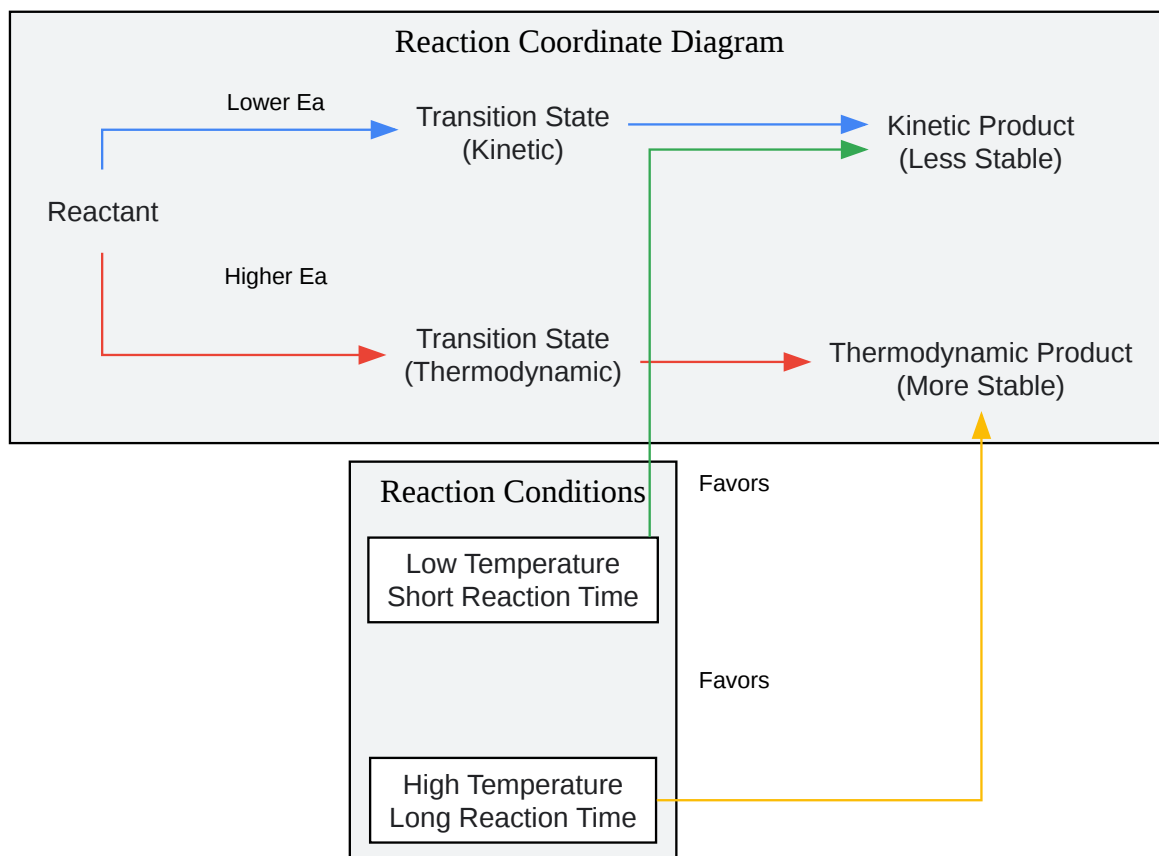 Reaction Coordinate Diagram
Lower Ea
Transition State
(Kinetic)
Kinetic Product
(Less Stable)
Reactant
Higher Ea
Transition State
(Thermodynamic)
Thermodynamic Product
(More Stable)
Reaction Conditions
Favors
Low Temperature
Short Reaction Time
Favors
High Temperature
Long Reaction Time